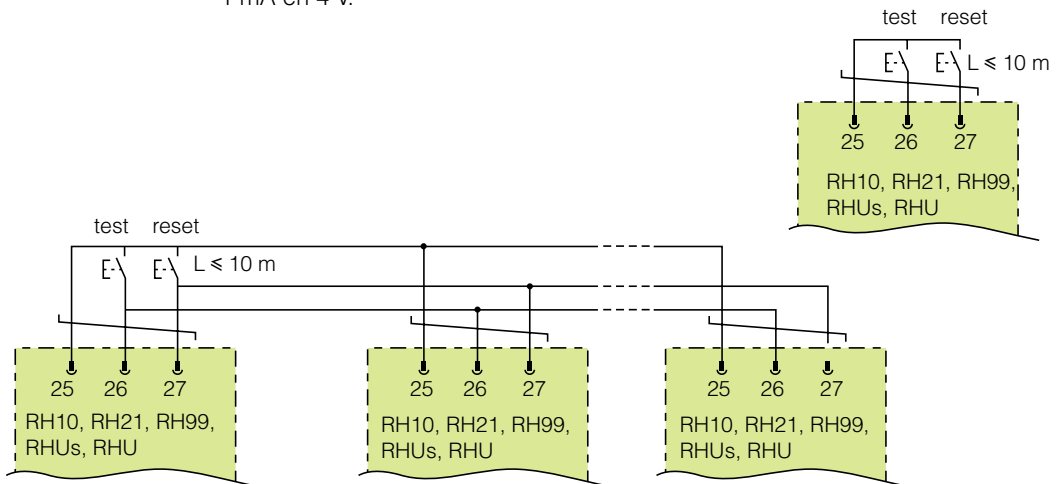 1 mA en 4 V.
test reset
L ≤ 10 m
25 26 27
RH10, RH21, RH99,
RHUs, RHU
test reset
L ≤ 10 m
25 26 27
RH10, RH21, RH99,
RHUs, RHU
25 26 27
RH10, RH21, RH99,
RHUs, RHU
25 26 27
RH10, RH21, RH99,
RHUs, RHU